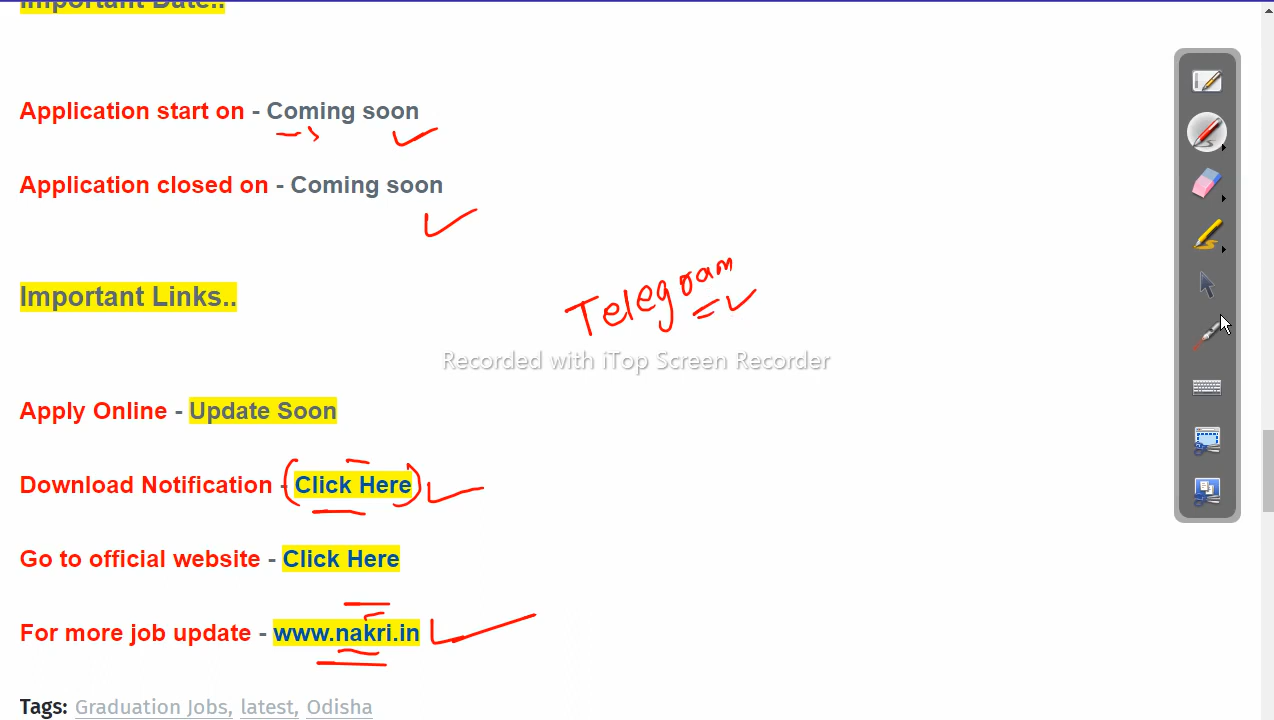 Important Date..
Application start on - Coming soon
Application closed on - Coming soon
Important Links..
Telegram
Recorded with iTop Screen Recorder
Apply Online - Update Soon
Download Notification - Click Here
Go to official website - Click Here
For more job update - www.nakri.in
Tags: Graduation Jobs, latest, Odisha